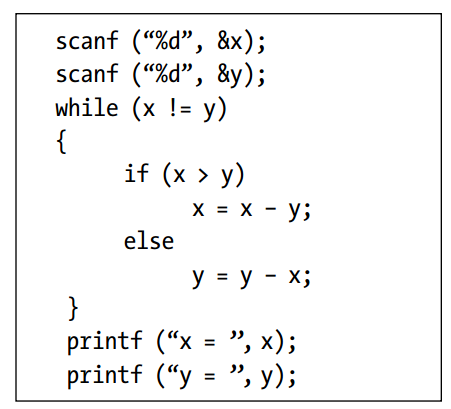 scanf (“%d”, &x);
scanf (“%d”, &y);
while (x != y)
{
if (x > y)
x = x – y;
else
y = y – x;
}
printf (“x = ”, x);
printf (“y = ”, y);